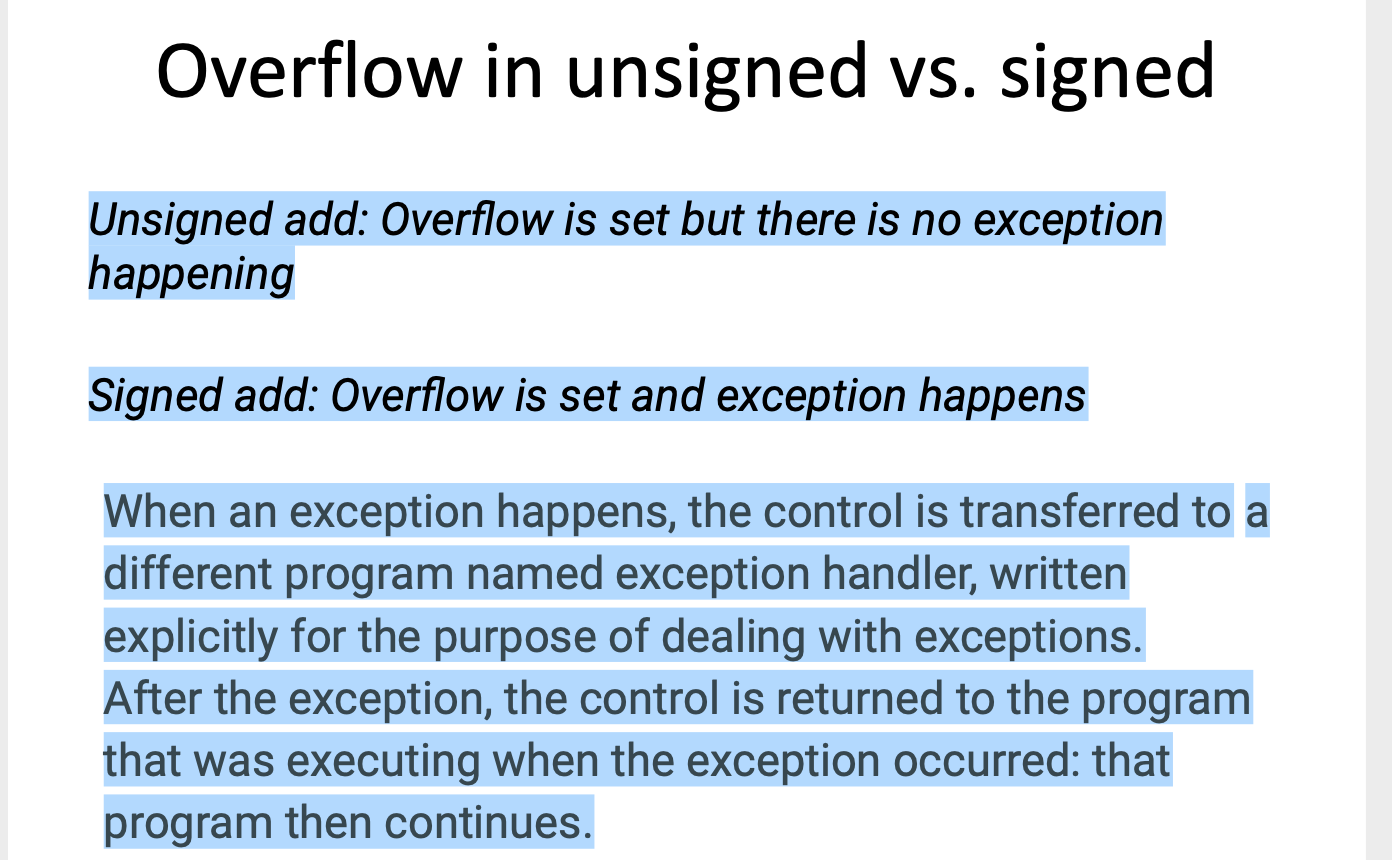 Overflow in unsigned vs. signed
Unsigned add: Overflow is set but there is no exception
happening
Signed add: Overflow is set and exception happens
When an exception happens, the control is transferred to a
different program named exception handler, written
explicitly for the purpose of dealing with exceptions.
After the exception, the control is returned to the program
that was executing when the exception occurred: that
program then continues.